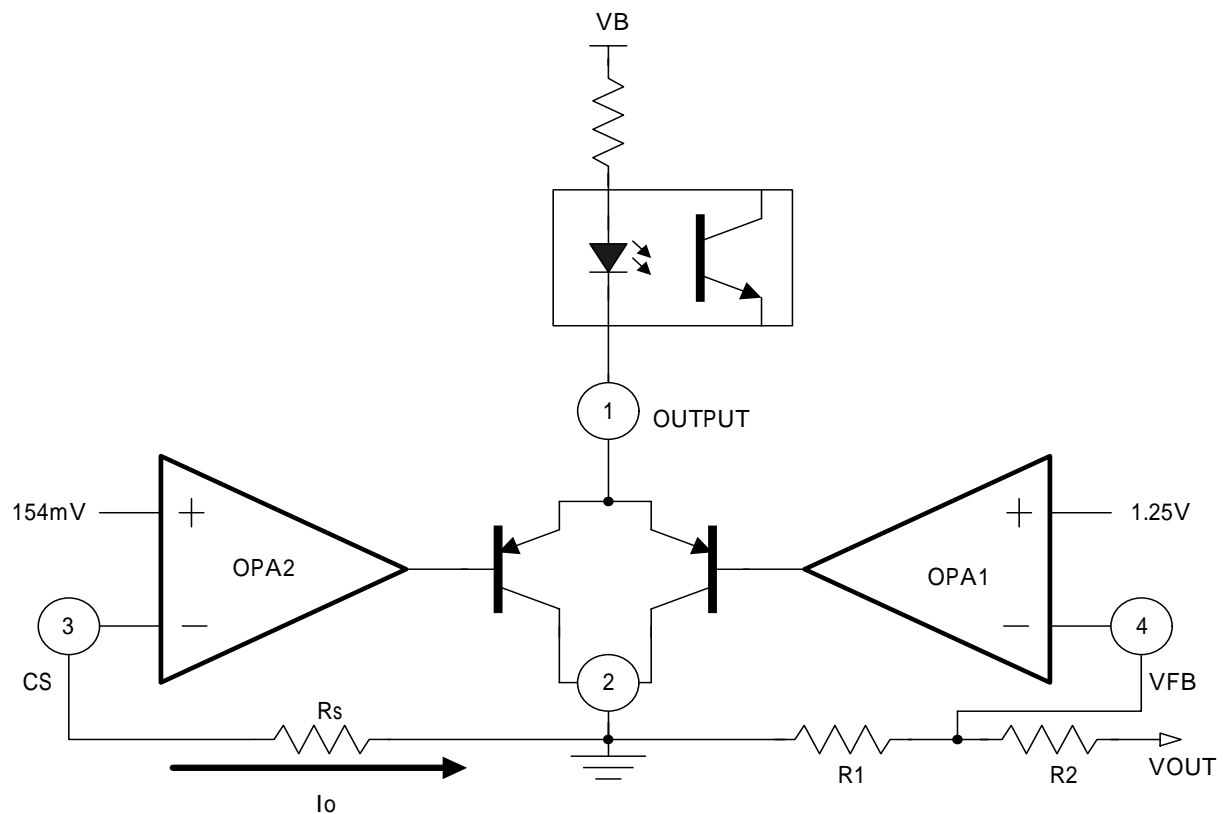 VB
1
OUTPUT
154mV
+
OPA2
−
3
CS
+
1.25V
OPA1
−
4
VFB
2
Rs
Io
R1
R2
VOUT